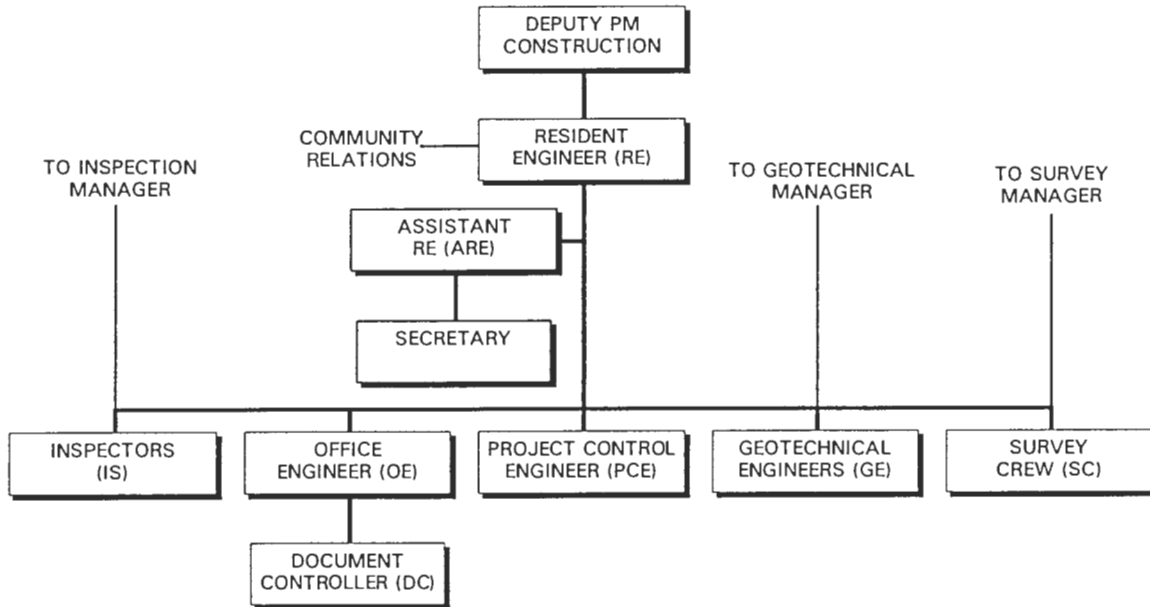 DEPUTY PM
CONSTRUCTION
COMMUNITY
RELATIONS
RESIDENT
ENGINEER (RE)
TO INSPECTION
MANAGER
TO GEOTECHNICAL
MANAGER
TO SURVEY
MANAGER
ASSISTANT
RE (ARE)
SECRETARY
INSPECTORS
(IS)
OFFICE
ENGINEER (OE)
PROJECT CONTROL
ENGINEER (PCE)
GEOTECHNICAL
ENGINEERS (GE)
SURVEY
CREW (SC)
DOCUMENT
CONTROLLER (DC)